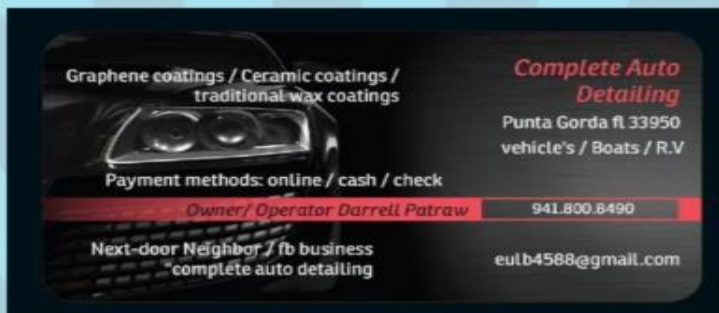 Graphene coatings / Ceramic coatings /
traditional wax coatings
Complete Auto
Detailing
Punta Gorda fl 33950
vehicle's / Boats / R.V
Payment methods: online / cash / check
Owner/ Operator Darrell Patraw
941.800.8490
Next-door Neighbor / fb business
"complete auto detailing
eulb4588@gmail.com